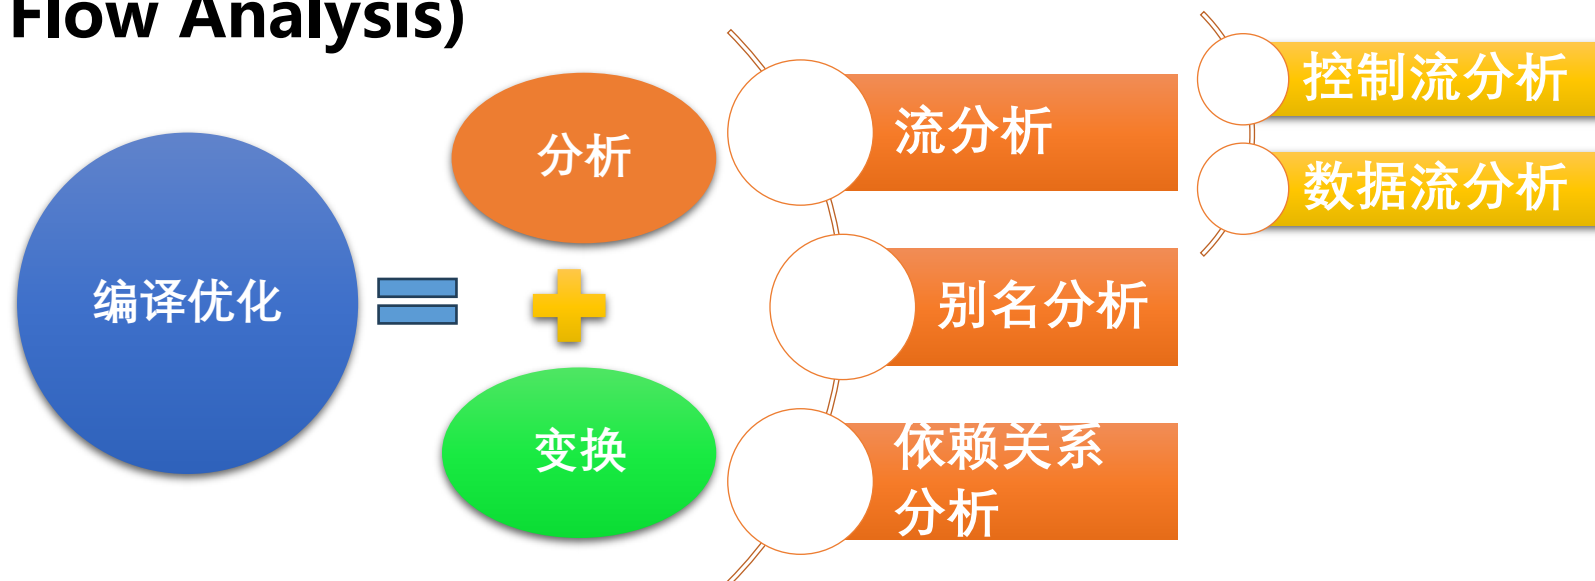 Flow Analysis)
编译优化
分析
变换
流分析
别名分析
依赖关系
分析
控制流分析
数据流分析